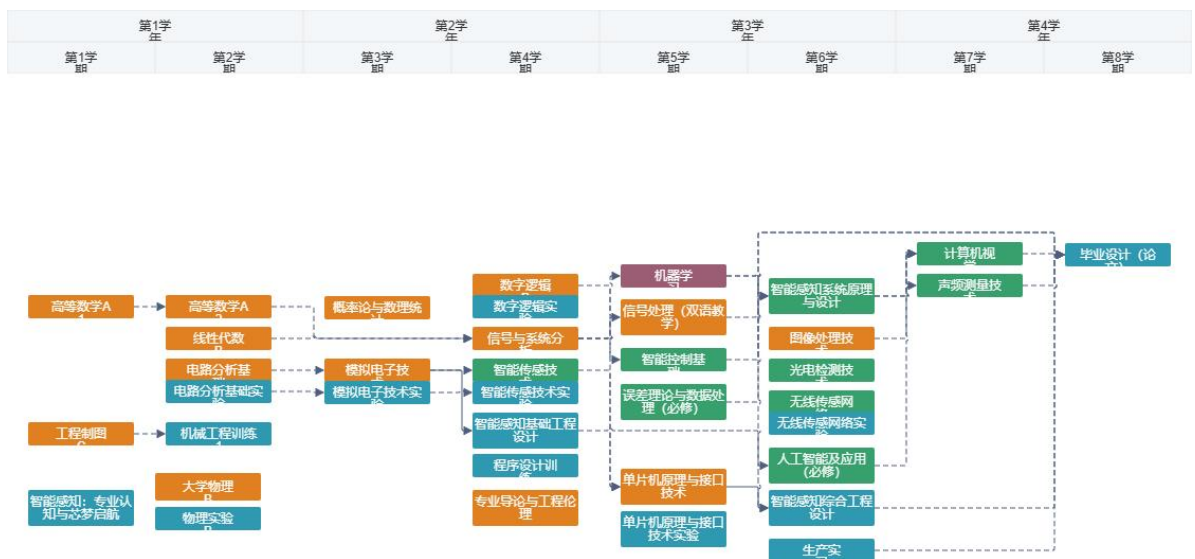 第1学
年
第2学
年
第3学
年
第4学
年
第1学
期
第2学
期
第3学
期
第4学
期
第5学
期
第6学
期
第7学
期
第8学
期
高等数学A
工程制图
智能感知：专业认
知与芯梦启航
高等数学A
线性代数
电路分析基
电路分析基础实
机械工程训练
大学物理
物理实验
概率论与数理统
模拟电子技
模拟电子技术实
数字逻辑
数字逻辑实
信号与系统分
智能传感技
智能传感技术实
智能感知基础工程
设计
程序设计训
专业导论与工程伦
理
机器学
信号处理（双语教
学）
智能控制基
误差理论与数据处
理（必修）
单片机原理与接口
技术
单片机原理与接口
技术实验
智能感知系统原理
与设计
图像处理技
光电检测技
无线传感网
无线传感网络实
人工智能及应用
（必修）
智能感知综合工程
设计
生产实
计算机视
声频测量技
毕业设计（论